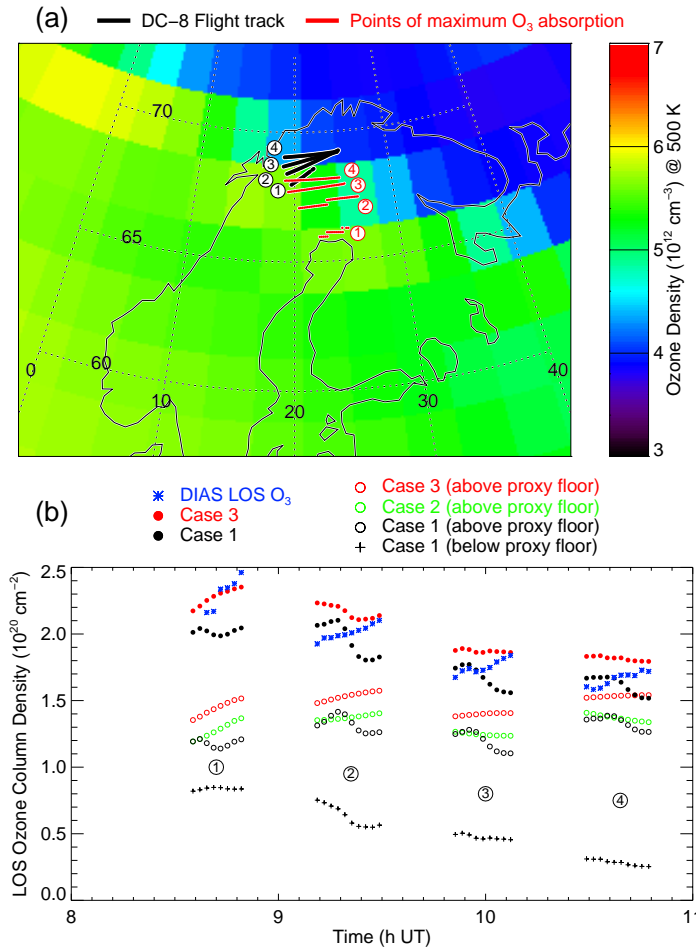 (a)
DC−8 Flight track
Points of maximum O3 absorption
70
65
60
0
10
20
30
40
4
3
2
1
4
3
2
1
7
6
5
4
3
Ozone Density (10^12 cm^−3) @ 500 K
(b)
DIAS LOS O3
Case 3
Case 1
Case 3 (above proxy floor)
Case 2 (above proxy floor)
Case 1 (above proxy floor)
Case 1 (below proxy floor)
LOS Ozone Column Density (10^20 cm^−2)
2.5
2.0
1.5
1.0
0.5
0.0
1
2
3
4
8
9
10
11
Time (h UT)